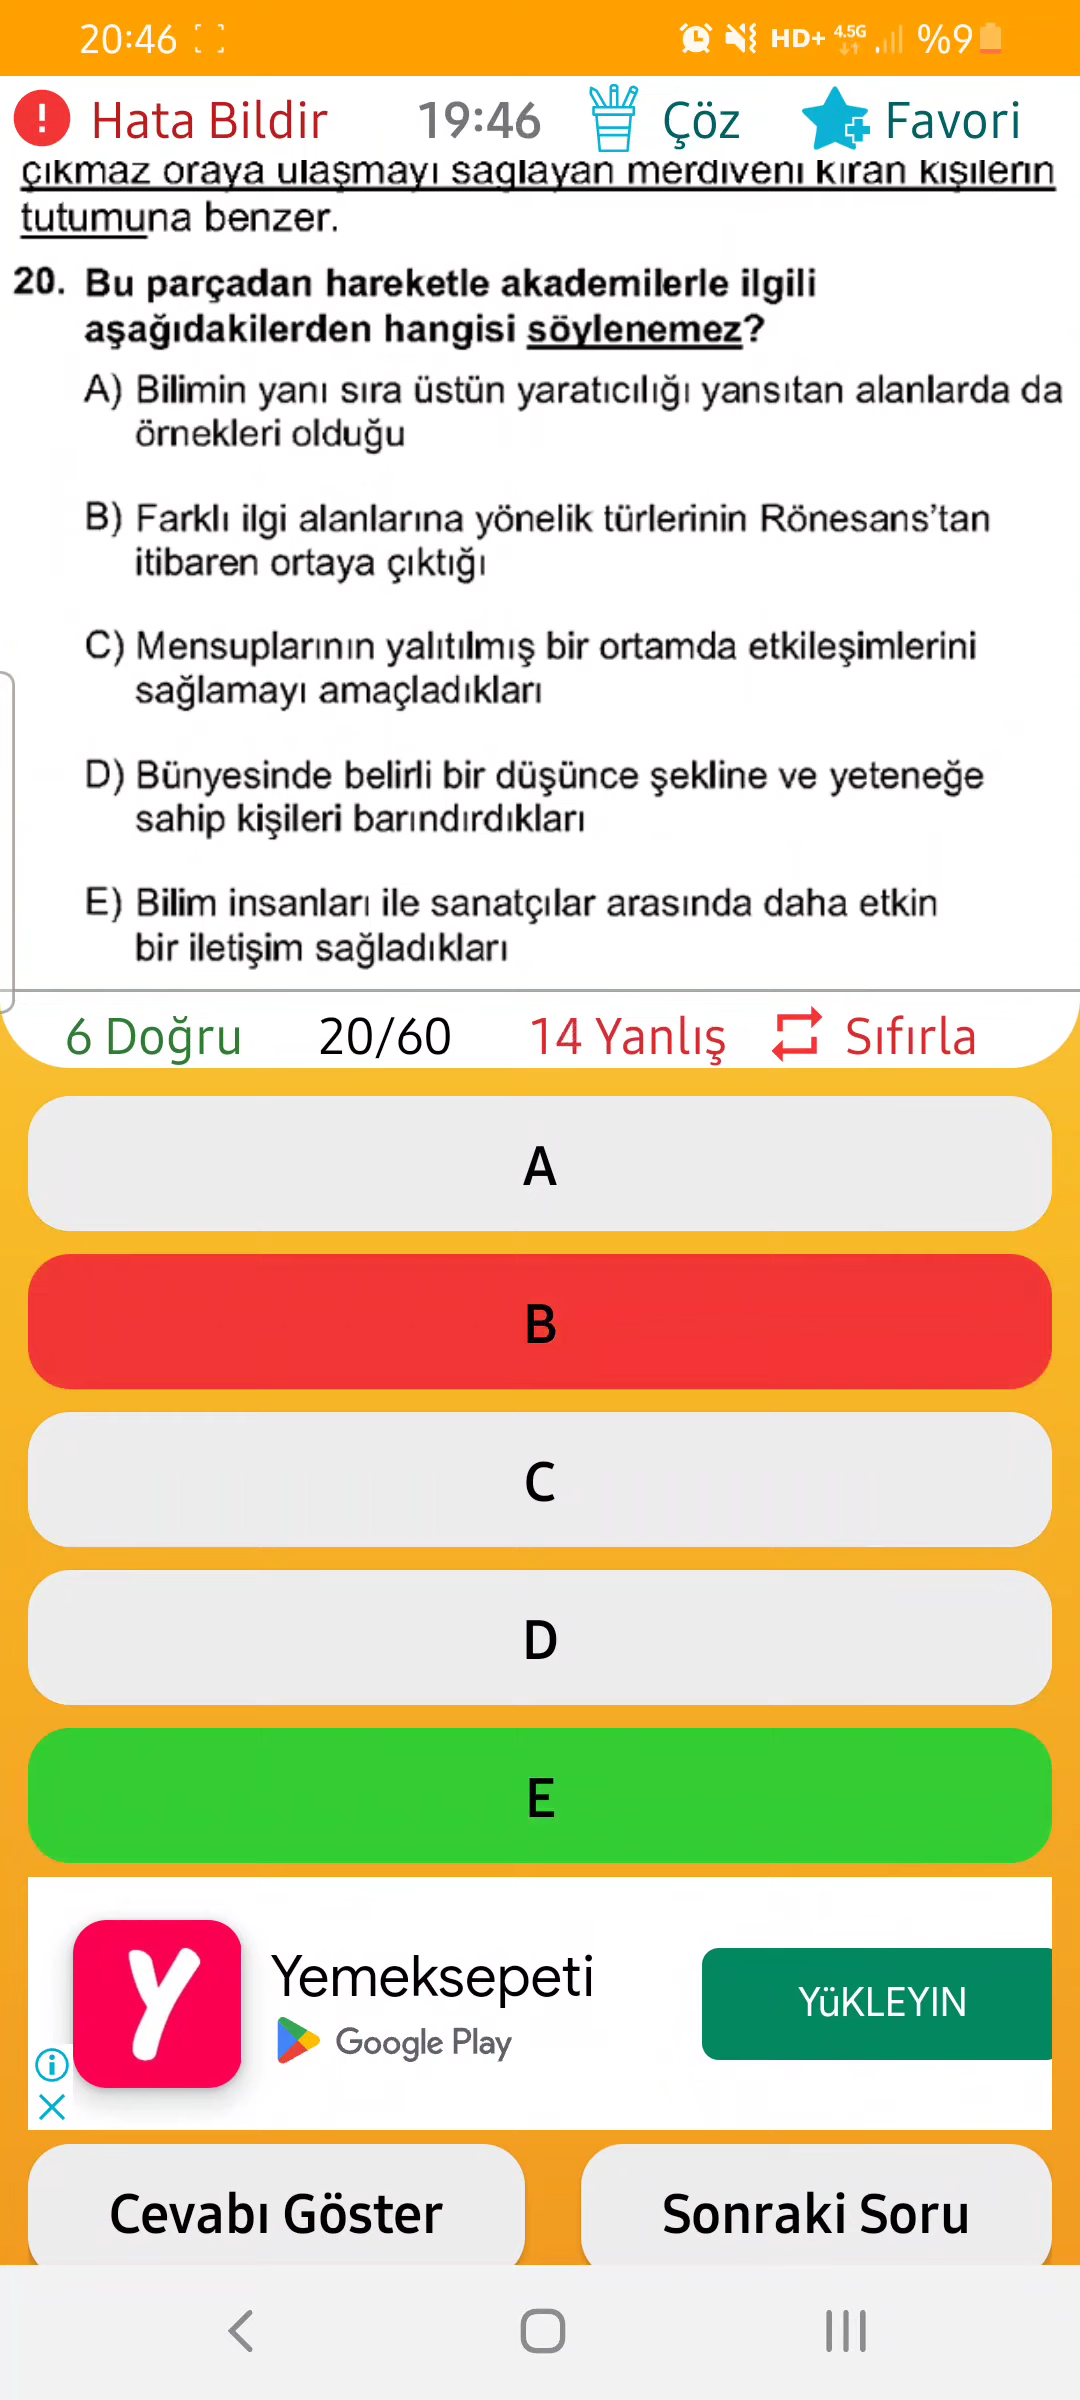 20:46 HD+ 4.5G %9
! Hata Bildir 19:46 Çöz Favori
çıkmaz oraya ulaşmayı sağlayan merdiveni kıran kişilerin
tutumuna benzer.
20. Bu parçadan hareketle akademilerle ilgili
aşağıdakilerden hangisi söylenemez?
A) Bilimin yanı sıra üstün yaratıcılığı yansıtan alanlarda da
örnekleri olduğu
B) Farklı ilgi alanlarına yönelik türlerinin Rönesans’tan
itibaren ortaya çıktığı
C) Mensuplarının yalıtılmış bir ortamda etkileşimlerini
sağlamayı amaçladıkları
D) Bünyesinde belirli bir düşünce şekline ve yeteneğe
sahip kişileri barındırdıkları
E) Bilim insanları ile sanatçılar arasında daha etkin
bir iletişim sağladıkları
6 Doğru 20/60 14 Yanlış Sıfırla
A
B
C
D
E
Y
Yemeksepeti
Google Play
YüKLEYIN
Cevabı Göster Sonraki Soru